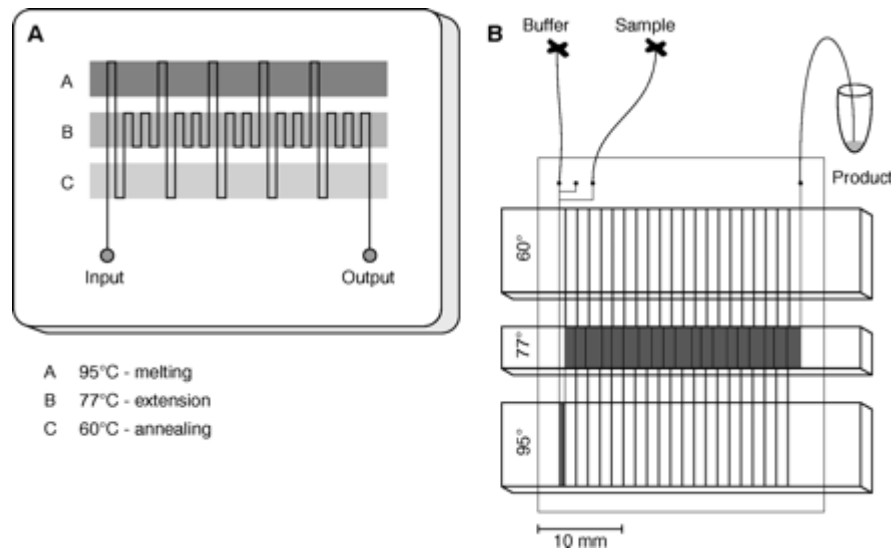 A
A
B
C
Input
Output
A 95°C - melting
B 77°C - extension
C 60°C - annealing
B
Buffer
Sample
Product
60°
77°
95°
10 mm